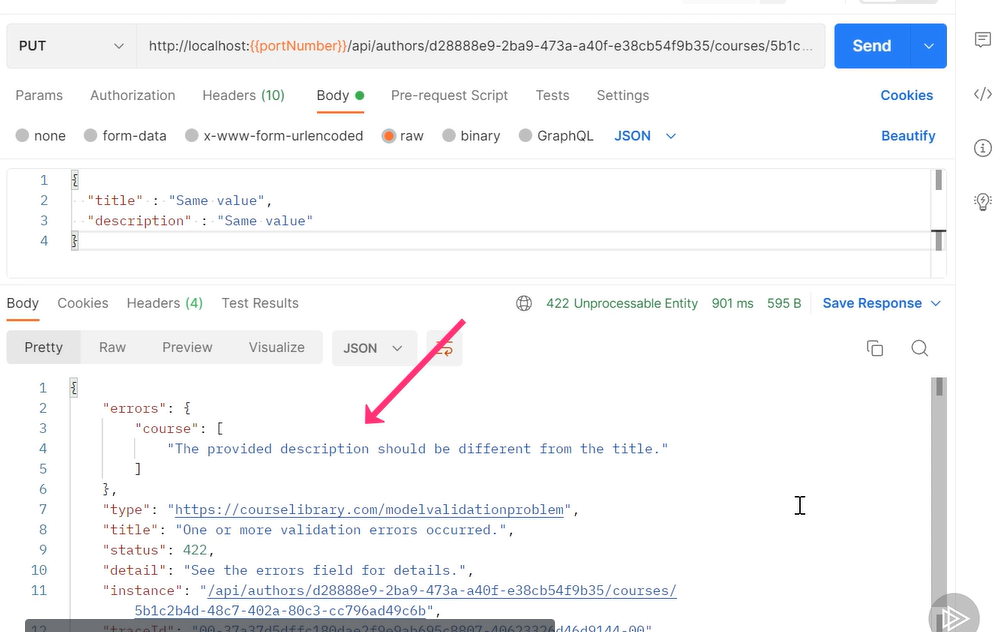 PUT
http://localhost:{{portNumber}}/api/authors/d28888e9-2ba9-473a-a40f-e38cb54f9b35/courses/5b1c...
Send
Params Authorization Headers (10) Body Pre-request Script Tests Settings Cookies
none form-data x-www-form-urlencoded raw binary GraphQL JSON Beautify
1 {
2 "title" : "Same value",
3 "description" : "Same value"
4 }
Body Cookies Headers (4) Test Results 422 Unprocessable Entity 901 ms 595 B Save Response
Pretty Raw Preview Visualize JSON
1 {
2 "errors": {
3 "course": [
4 "The provided description should be different from the title."
5 ]
6 },
7 "type": "https://courselibrary.com/modelvalidationproblem",
8 "title": "One or more validation errors occurred.",
9 "status": 422,
10 "detail": "See the errors field for details.",
11 "instance": "/api/authors/d28888e9-2ba9-473a-a40f-e38cb54f9b35/courses/
5b1c2b4d-48c7-402a-80c3-cc796ad49c6b",
12 "traceId":